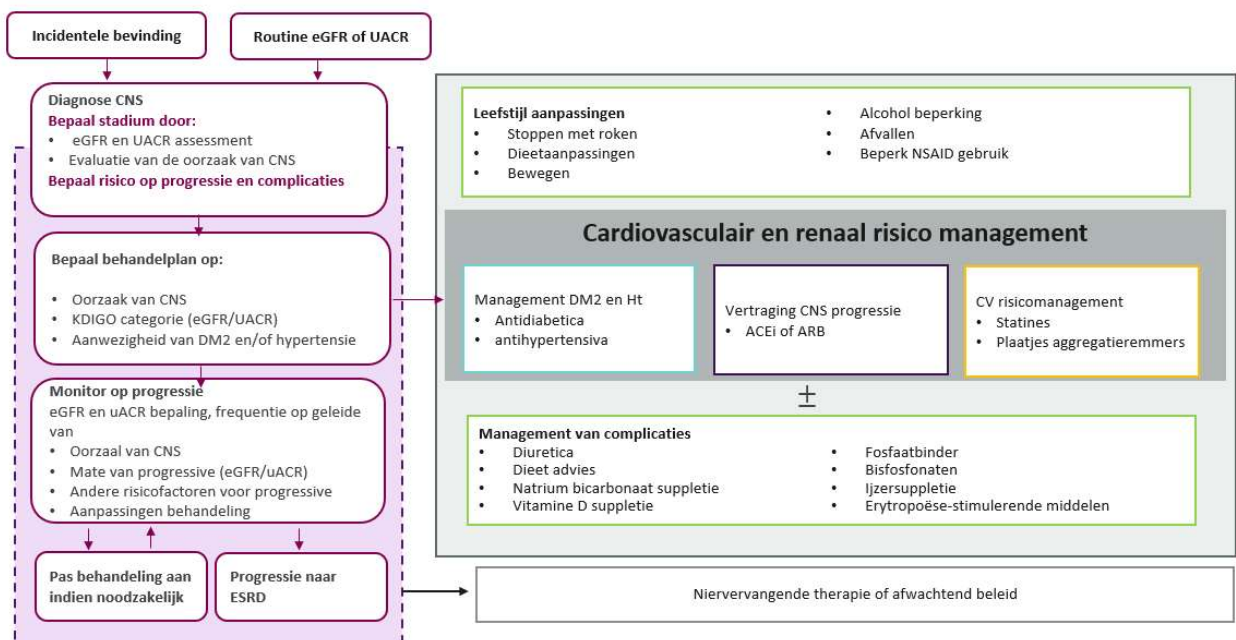 Incidentele bevinding
Routine eGFR of UACR
Diagnose CNS
Bepaal stadium door:
• eGFR en UACR assessment
• Evaluatie van de oorzaak van CNS
Bepaal risico op progressie en complicaties
Bepaal behandelplan op:
• Oorzaak van CNS
• KDIGO categorie (eGFR/UACR)
• Aanwezigheid van DM2 en/of hypertensie
Monitor op progressie
eGFR en uACR bepaling, frequentie op geleide
van
• Oorzaal van CNS
• Mate van progressive (eGFR/uACR)
• Andere risicofactoren voor progressive
• Aanpassingen behandeling
Pas behandeling aan
indien noodzakelijk
Progressie naar
ESRD
Leefstijl aanpassingen
• Stoppen met roken
• Dieetaanpassingen
• Bewegen
• Alcohol beperking
• Afvallen
• Beperk NSAID gebruik
Cardiovasculair en renaal risico management
Management DM2 en Ht
• Antidiabetica
• antihypertensiva
Vertraging CNS progressie
• ACEi of ARB
CV risicomanagement
• Statines
• Plaatjes aggregatieremmers
±
Management van complicaties
• Diuretica
• Dieet advies
• Natrium bicarbonaat suppletie
• Vitamine D suppletie
• Fosfaatbinder
• Bisfosfonaten
• Ijzersuppletie
• Erytropoëse-stimulerende middelen
Niervervangende therapie of afwachtend beleid